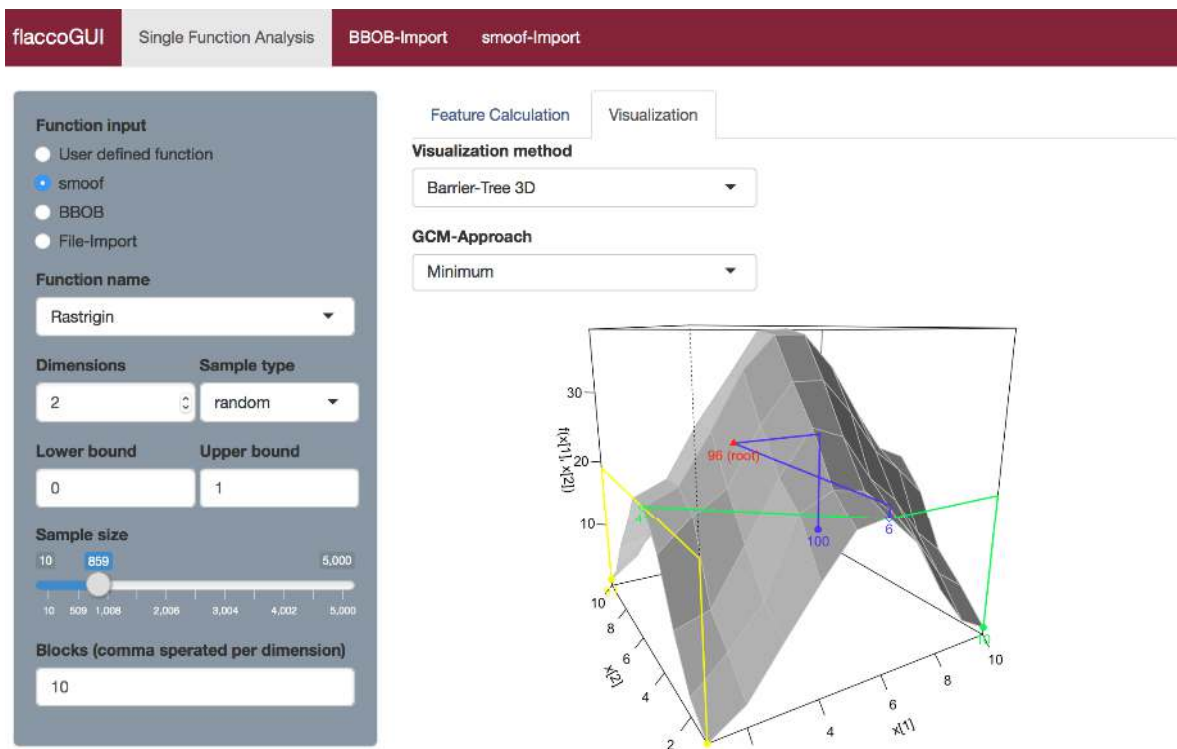 flaccoGUI Single Function Analysis BBOB-Import smoof-Import
Function input
User defined function
smoof
BBOB
File-Import
Function name
Rastrigin
Dimensions Sample type
2 random
Lower bound Upper bound
0 1
Sample size
10 859 5,000
10 509 1,008 2,006 3,004 4,002 5,000
Blocks (comma sperated per dimension)
10
Feature Calculation Visualization
Visualization method
Barrier-Tree 3D
GCM-Approach
Minimum
f(x[1], x[2])
30
20
10
96 (root)
100
6
x[2]
10
8
6
4
2
x[1]
4
6
8
10